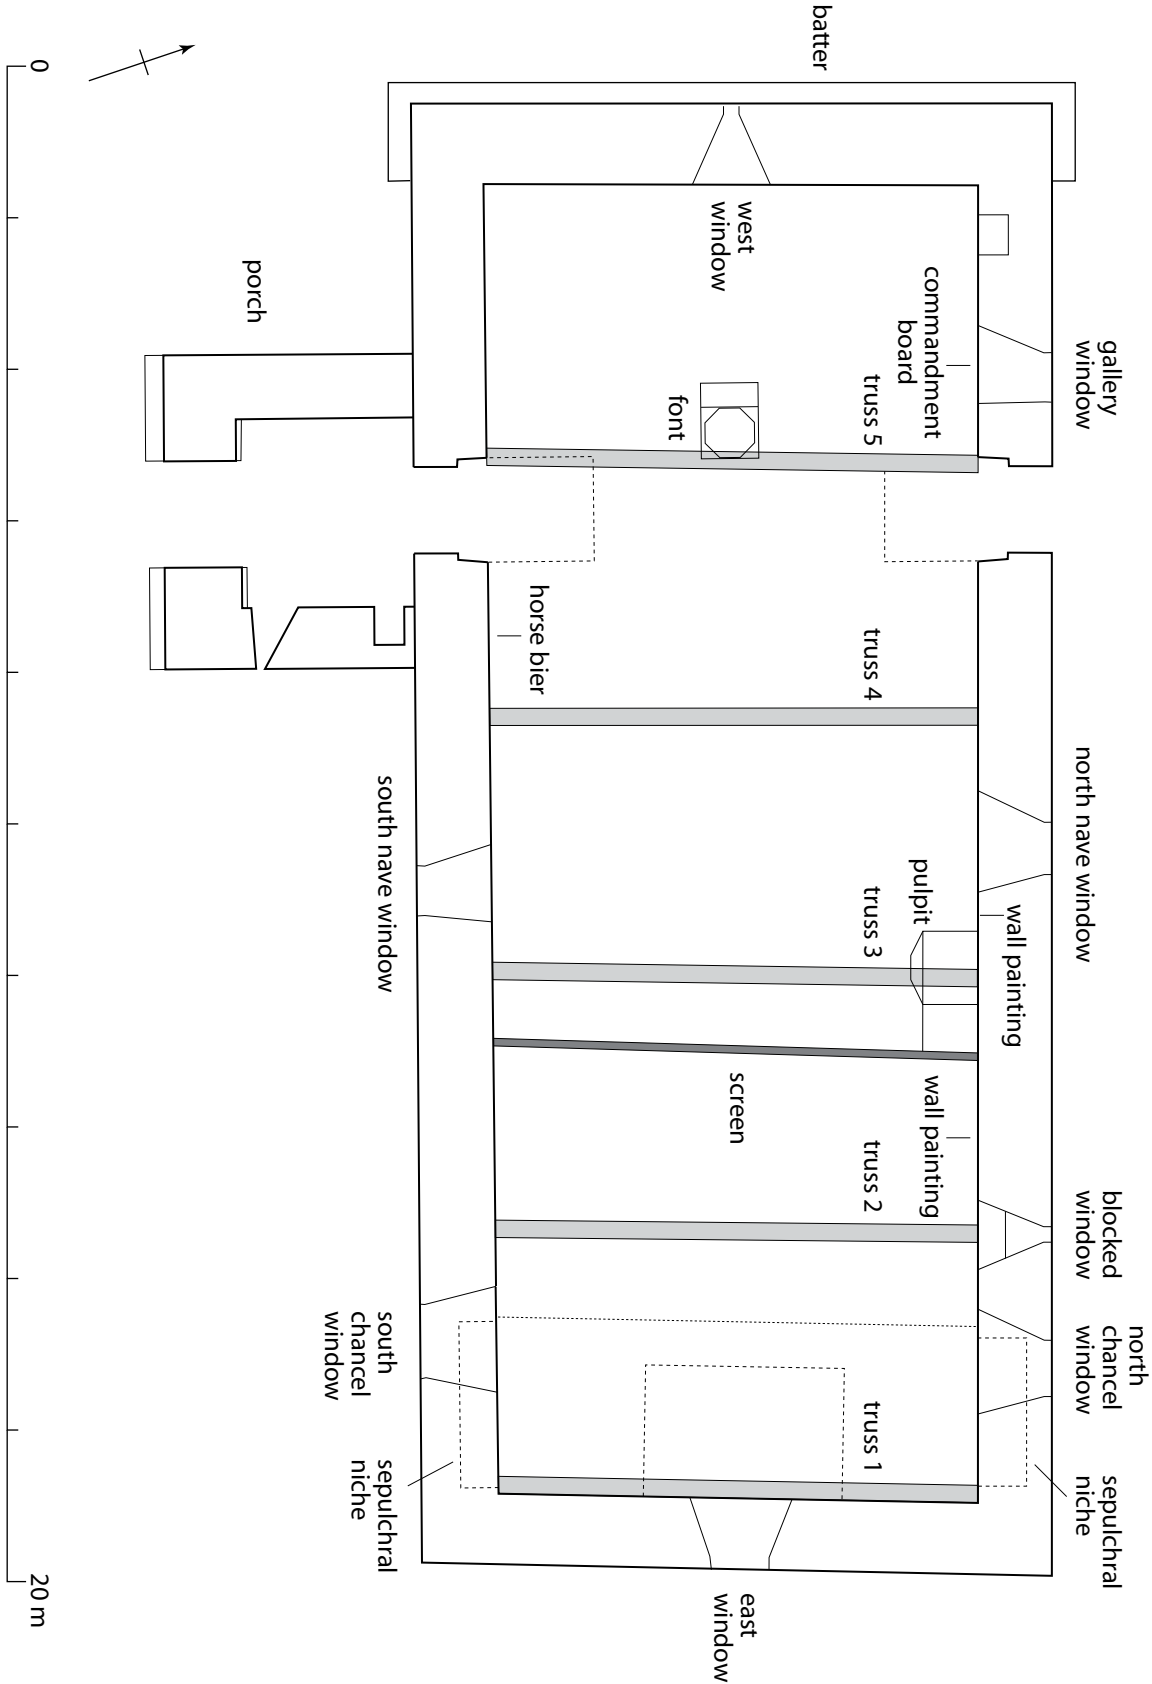 batter
0
gallery
window
west
window
commandment
board
porch
truss 5
font
horse bier
truss 4
north nave window
south nave window
pulpit
truss 3
wall painting
screen
wall painting
truss 2
blocked
window
north
chancel
window
south
chancel
window
truss 1
sepulchral
niche
sepulchral
niche
east
window
20 m